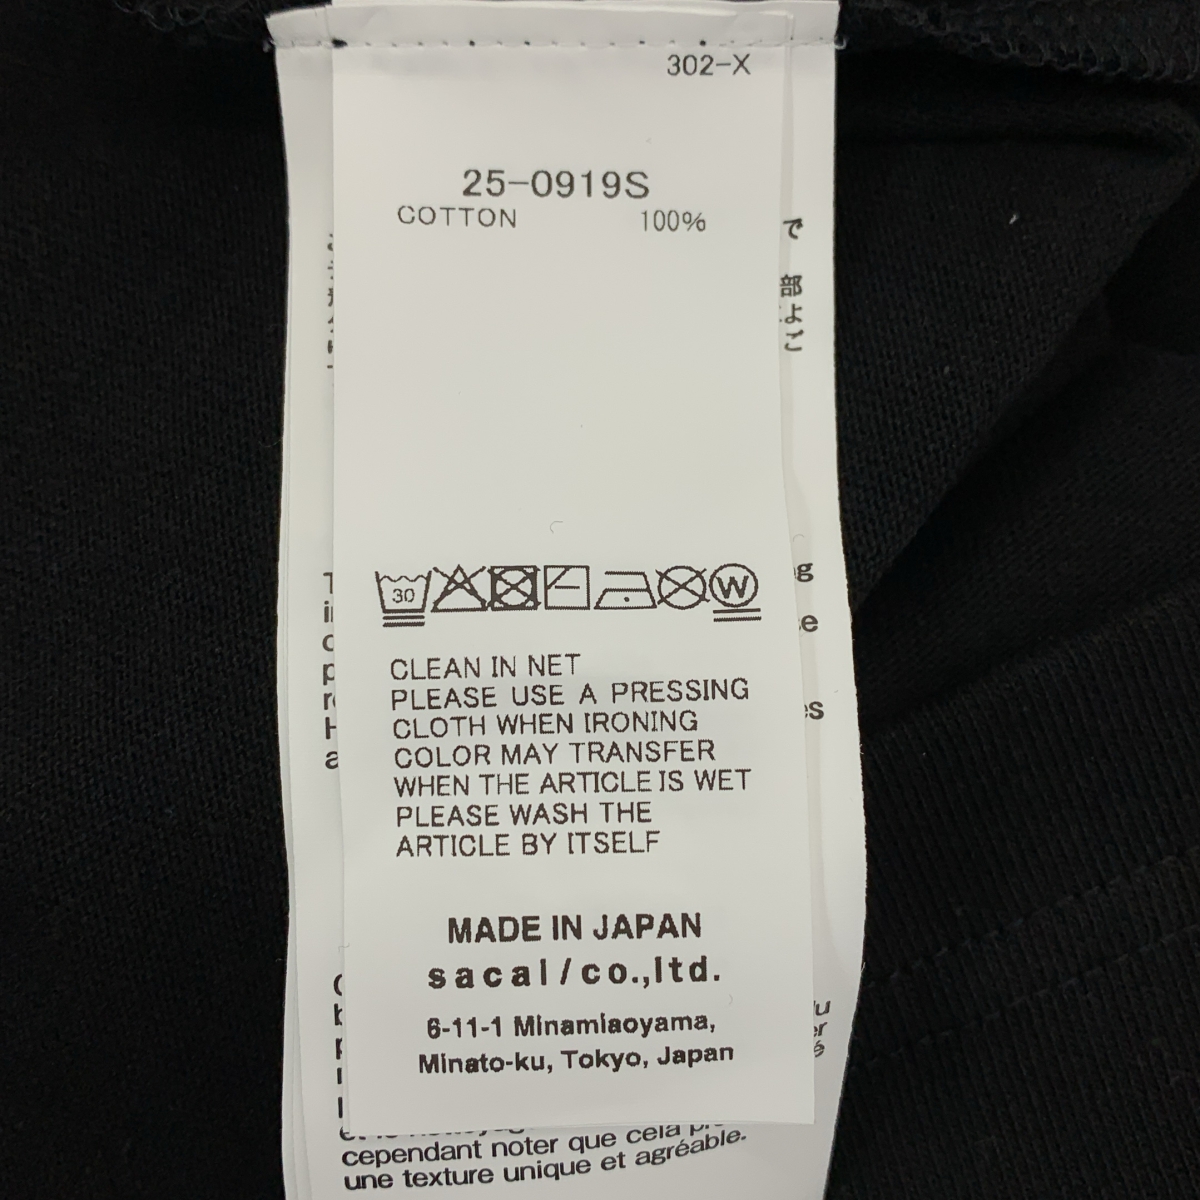 302-X
25-0919S
COTTON 100%
で
部
よ
こ
30
W
CLEAN IN NET
PLEASE USE A PRESSING
CLOTH WHEN IRONING
COLOR MAY TRANSFER
WHEN THE ARTICLE IS WET
PLEASE WASH THE
ARTICLE BY ITSELF
MADE IN JAPAN
sacai/co.,ltd.
6-11-1 Minamiaoyama,
Minato-ku, Tokyo, Japan
cependant noter que cela
une texture unique et agréable.